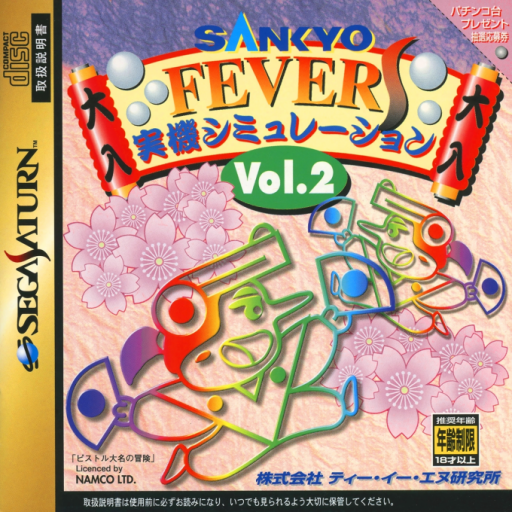 COMPACT
disc
取扱説明書
SEGA SATURN™
パチンコ台
プレゼント
抽選応募券
SANKYO
FEVER
大入
大入
実機シミュレーションS
Vol.2
「ピストル大名の冒険」
Licenced by
NAMCO LTD.
推奨年齢
年齢制限
18才以上
株式会社 ティー・イー・エヌ研究所
取扱説明書は使用前に必ずお読みになり、いつでも見られるよう大切に保管してください。